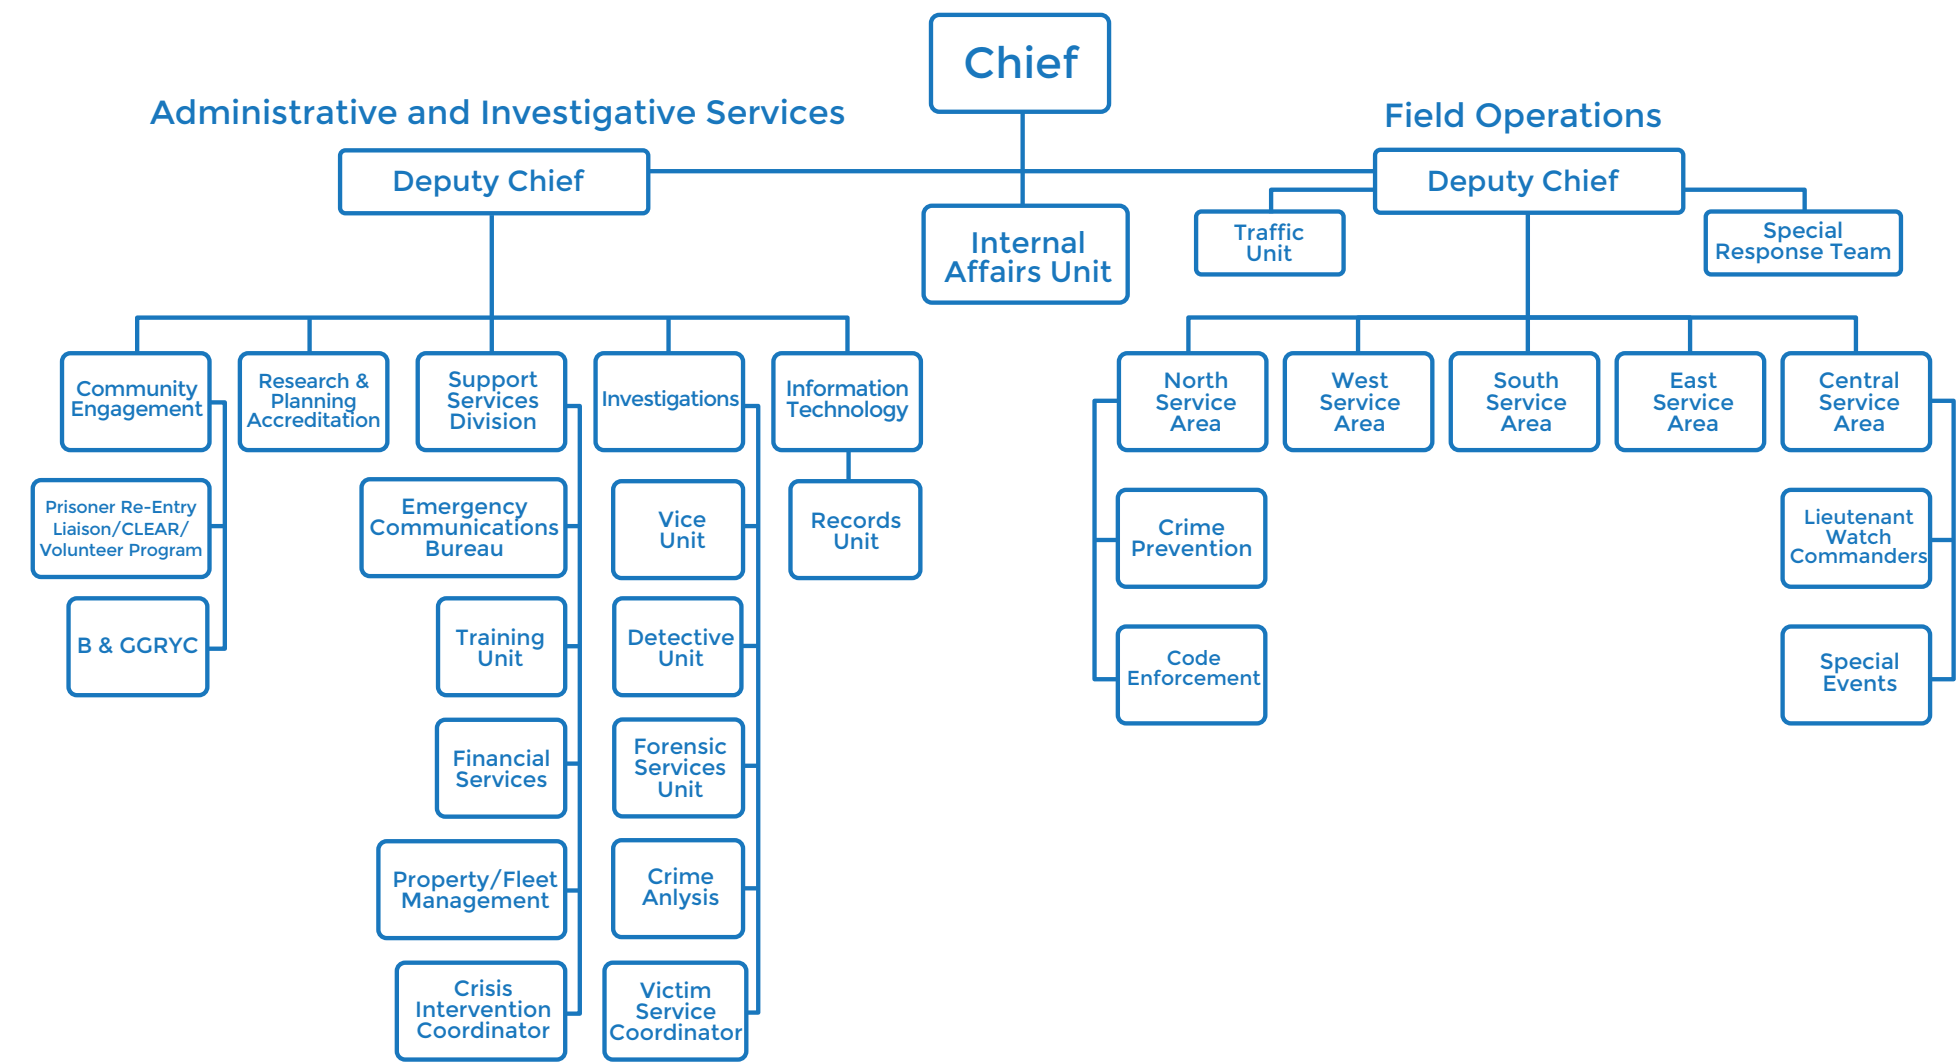 Chief
Administrative and Investigative Services
Field Operations
Deputy Chief
Deputy Chief
Internal
Affairs Unit
Traffic
Unit
Special
Response Team
Community
Engagement
Research &
Planning
Accreditation
Support
Services
Division
Investigations
Information
Technology
North
Service
Area
West
Service
Area
South
Service
Area
East
Service
Area
Central
Service
Area
Prisoner Re-Entry
Liaison/CLEAR/
Volunteer Program
Emergency
Communications
Bureau
Vice
Unit
Records
Unit
Crime
Prevention
Lieutenant
Watch
Commanders
B & GGRYC
Training
Unit
Detective
Unit
Code
Enforcement
Special
Events
Financial
Services
Forensic
Services
Unit
Property/Fleet
Management
Crime
Anlysis
Crisis
Intervention
Coordinator
Victim
Service
Coordinator